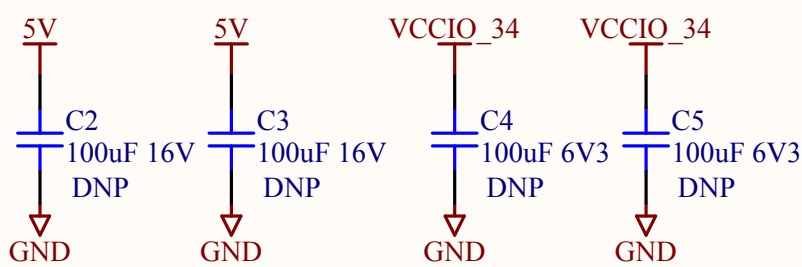 5V 5V VCCIO_34 VCCIO_34
C2 C3 C4 C5
100uF 16V 100uF 16V 100uF 6V3 100uF 6V3
DNP DNP DNP DNP
GND GND GND GND